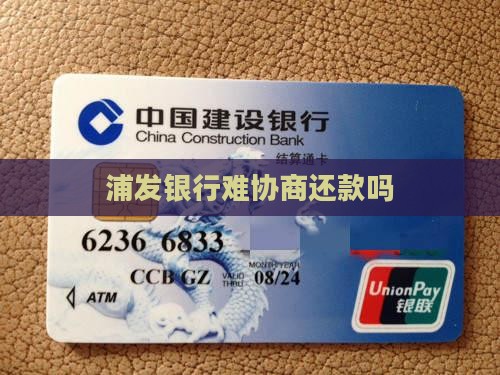 中国建设银行
China Construction Bank
结算通卡
浦发银行难协商还款吗
6236 6833
MONTH/YEAR
CCB GZ VALID THRU 08/24
ATM
UnionPay
银联